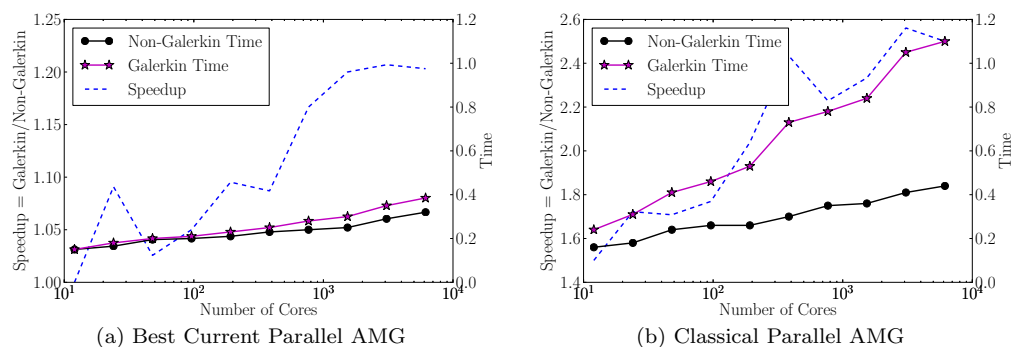 Speedup = Galerkin/Non-Galerkin
1.25
1.20
1.15
1.10
1.05
1.00
Non-Galerkin Time
Galerkin Time
Speedup
1.2
1.0
0.8
0.6
0.4
0.2
0.0
Time
10^1
10^2
10^3
10^4
Number of Cores
(a) Best Current Parallel AMG
Speedup = Galerkin/Non-Galerkin
2.6
2.4
2.2
2.0
1.8
1.6
1.4
Non-Galerkin Time
Galerkin Time
Speedup
1.2
1.0
0.8
0.6
0.4
0.2
0.0
Time
10^1
10^2
10^3
10^4
Number of Cores
(b) Classical Parallel AMG